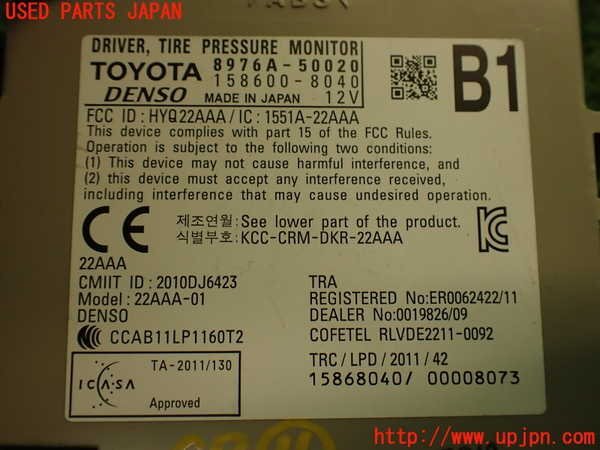 USED PARTS JAPAN
DRIVER, TIRE PRESSURE MONITOR
TOYOTA 8976A-50020
158600-8040
DENSO MADE IN JAPAN 12V
B1
FCC ID : HYQ22AAA / IC : 1551A-22AAA
This device complies with part 15 of the FCC Rules.
Operation is subject to the following two conditions:
(1) This device may not cause harmful interference, and
(2) this device must accept any interference received,
including interference that may cause undesired operation.
CE 제조연월: See lower part of the product.
식별부호: KCC-CRM-DKR-22AAA
22AAA
CMIIT ID : 2010DJ6423
Model : 22AAA-01
DENSO
CCAB11LP1160T2
TRA
REGISTERED No:ER0062422/11
DEALER No:0019826/09
COFETEL RLVDE2211-0092
TRC / LPD / 2011 / 42
15868040/ 00008073
TA-2011/130
ICASA
Approved
http://www.upjpn.com/